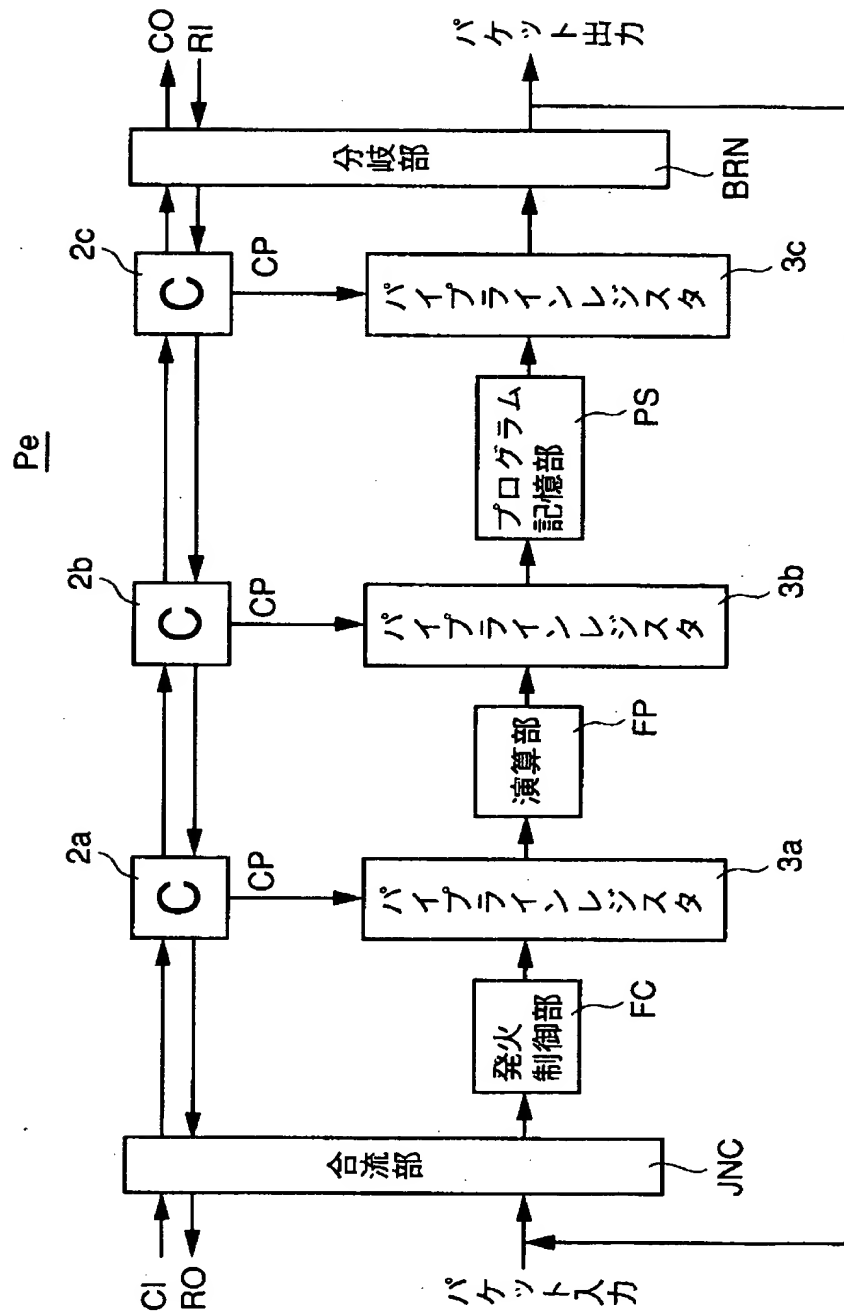 Pe
CI
RO
CO
RI
2a
2b
2c
C
C
C
CP
CP
CP
合流部
発火
制御部
パイプラインレジスタ
演算部
パイプラインレジスタ
プログラム
記憶部
パイプラインレジスタ
分岐部
パケット入力
パケット出力
JNC
FC
3a
FP
3b
PS
3c
BRN